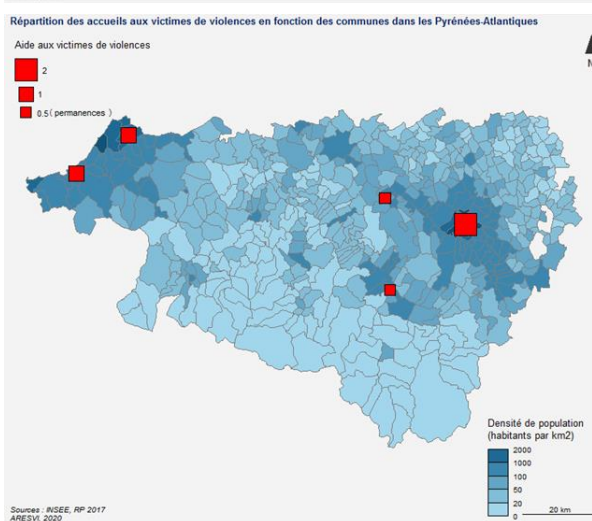 Répartition des accueils aux victimes de violences en fonction des communes dans les Pyrénées-Atlantiques
Aide aux victimes de violences
2
1
0.5 ( permanences )
N
Densité de population
(habitants par km2)
2000
1000
100
50
20
0
20 km
Sources : INSEE, RP 2017
ARESVI, 2020